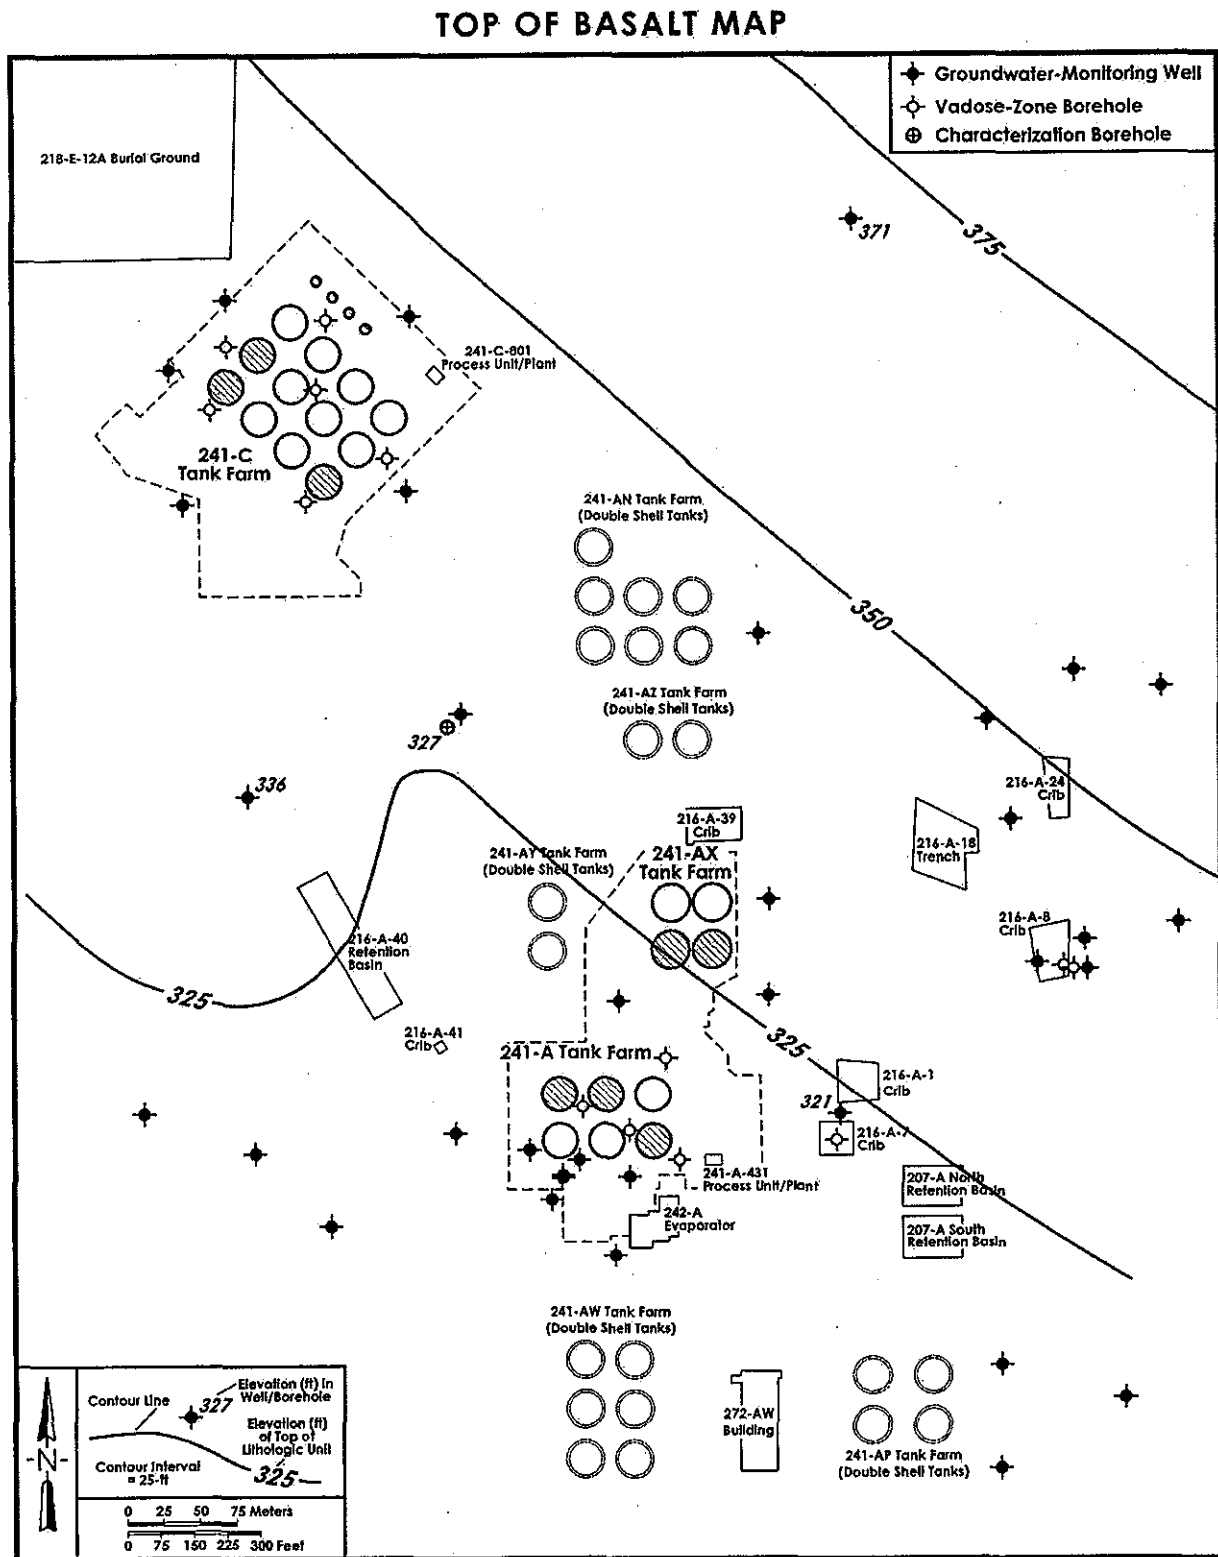 TOP OF BASALT MAP
Groundwater-Monitoring Well
Vadose-Zone Borehole
Characterization Borehole
218-E-12A Burial Ground
371
375
241-C-801
Process Unit/Plant
241-C
Tank Farm
241-AN Tank Farm
(Double Shell Tanks)
350
241-AZ Tank Farm
(Double Shell Tanks)
327
336
216-A-24
Crib
216-A-39
Crib
216-A-18
Trench
241-AY Tank Farm
(Double Shell Tanks)
241-AX
Tank Farm
216-A-8
Crib
216-A-40
Retention
Basin
325
216-A-41
Crib
325
241-A Tank Farm
216-A-1
Crib
321
216-A-7
Crib
241-A-431
Process Unit/Plant
207-A North
Retention Basin
242-A
Evaporator
207-A South
Retention Basin
241-AW Tank Farm
(Double Shell Tanks)
272-AW
Building
241-AP Tank Farm
(Double Shell Tanks)
N
Contour Line
327
Elevation (ft) in
Well/Borehole
Elevation (ft)
of Top of
Lithologic Unit
Contour Interval
= 25-ft
325
0 25 50 75 Meters
0 75 150 225 300 Feet